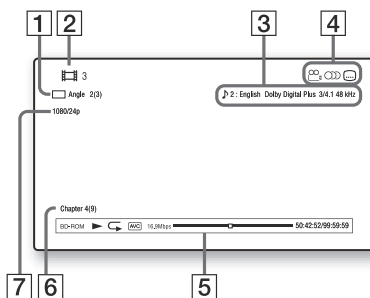 1 2 3 4
3
Angle 2(3)
♪ 2 : English Dolby Digital Plus 3/4.1 48 kHz
1080/24p
Chapter 4(9)
BD-ROM AVC 16.9Mbps 50:42:52/99:59:59
7 6 5